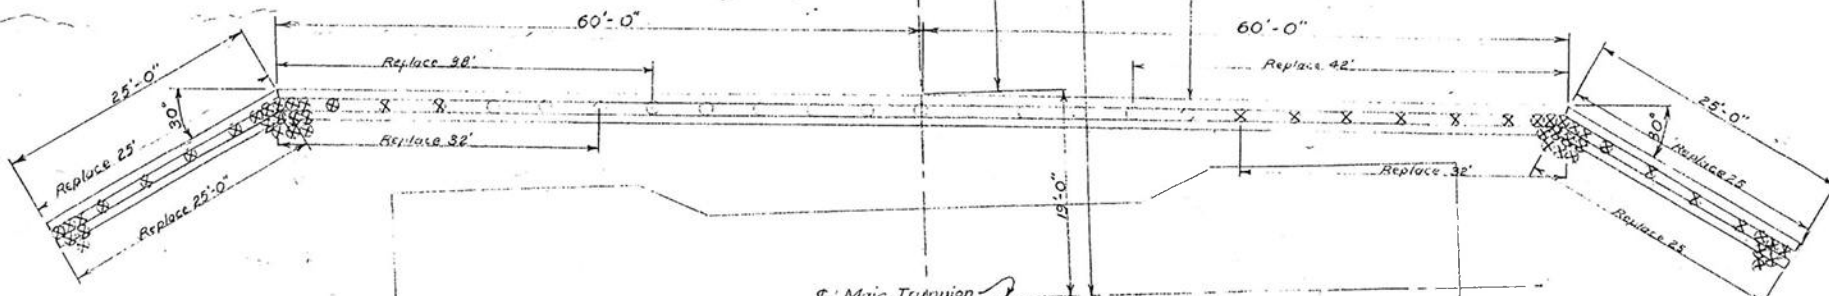 60'-0"
60'-0"
25'-0"
Replace 38'
Replace 42'
25'-0"
30°
30°
Replace 25'
Replace 32'
Replace 25
Replace 32'
Replace 25'-0"
19'-0"
Replace 25
℄ Main Trunnion